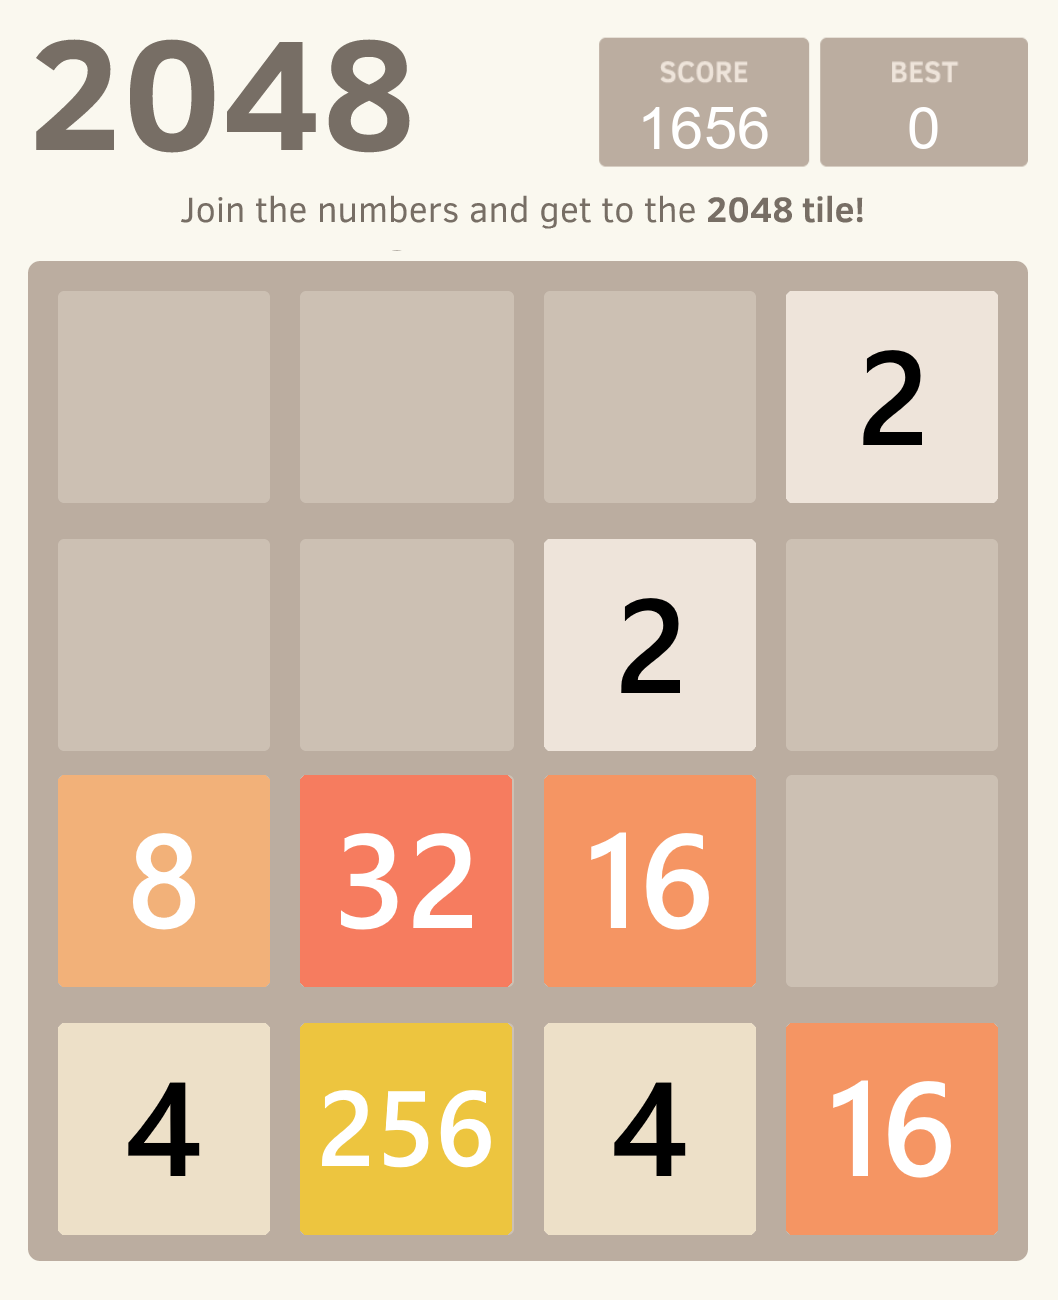 2048
SCORE BEST
1656 0
Join the numbers and get to the 2048 tile!
2
2
8 32 16
4 256 4 16